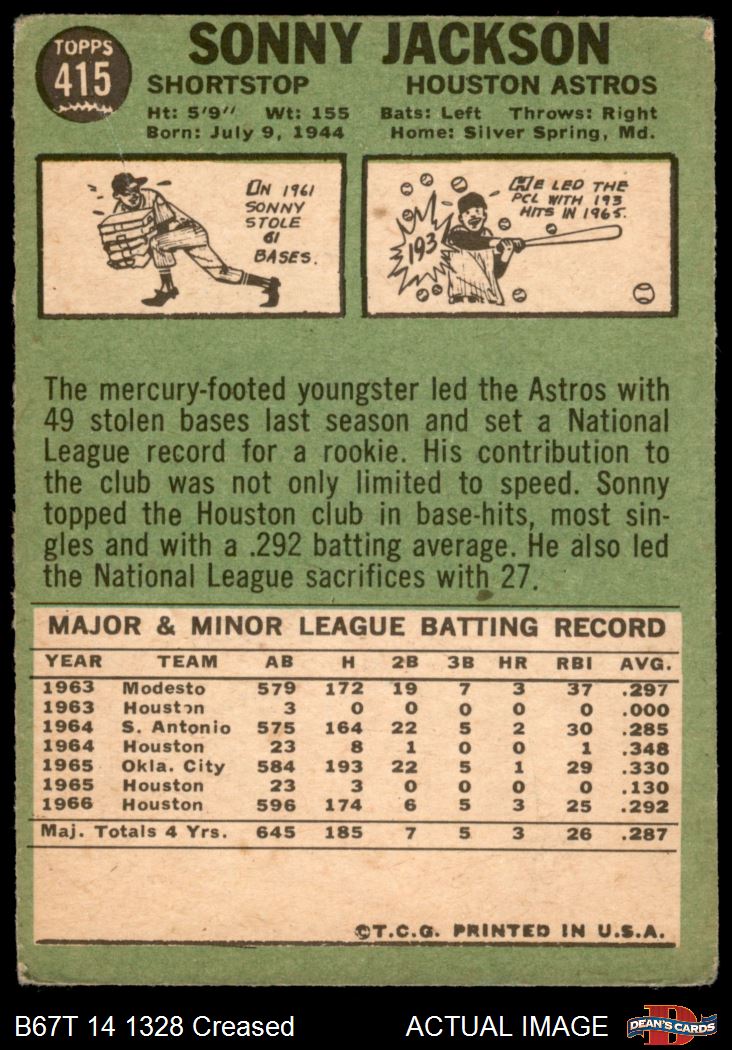 TOPPS
415
SONNY JACKSON
SHORTSTOP HOUSTON ASTROS
Ht: 5'9" Wt: 155 Bats: Left Throws: Right
Born: July 9, 1944 Home: Silver Spring, Md.
ON 1961
SONNY
STOLE
61
BASES.
193
HE LED THE
PCL WITH 193
HITS IN 1965.
The mercury-footed youngster led the Astros with
49 stolen bases last season and set a National
League record for a rookie. His contribution to
the club was not only limited to speed. Sonny
topped the Houston club in base-hits, most sin-
gles and with a .292 batting average. He also led
the National League sacrifices with 27.
MAJOR & MINOR LEAGUE BATTING RECORD
YEAR TEAM AB H 2B 3B HR RBI AVG.
1963 Modesto 579 172 19 7 3 37 .297
1963 Houston 3 0 0 0 0 0 .000
1964 S. Antonio 575 164 22 5 2 30 .285
1964 Houston 23 8 1 0 0 1 .348
1965 Okla. City 584 193 22 5 1 29 .330
1965 Houston 23 3 0 0 0 0 .130
1966 Houston 596 174 6 5 3 25 .292
Maj. Totals 4 Yrs. 645 185 7 5 3 26 .287
©T.C.G. PRINTED IN U.S.A.
B67T 14 1328 Creased ACTUAL IMAGE
D
DEAN'S CARDS